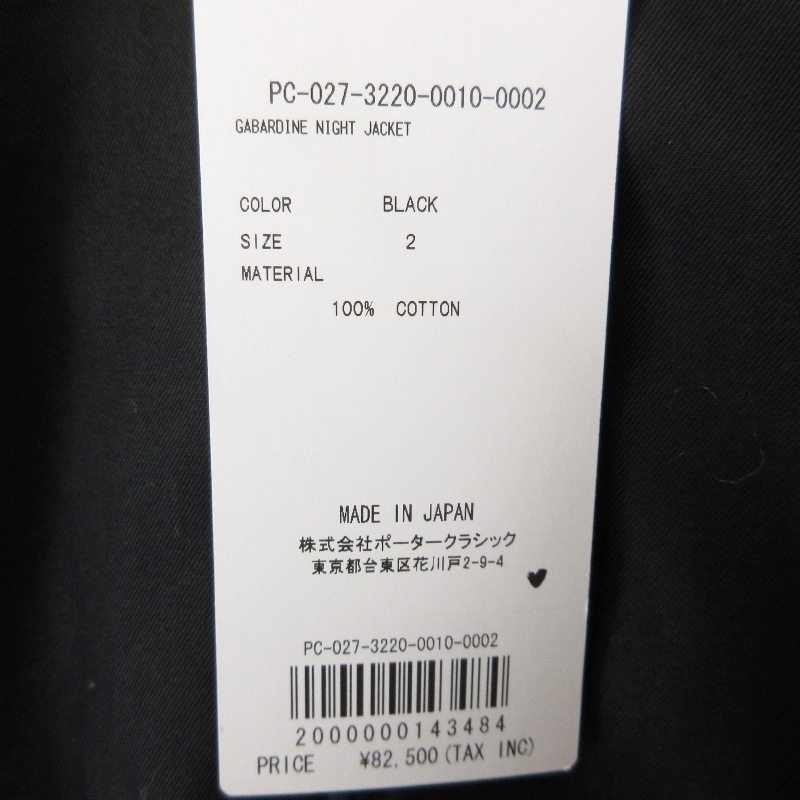 PC-027-3220-0010-0002
GABARDINE NIGHT JACKET
COLOR BLACK
SIZE 2
MATERIAL
100% COTTON
MADE IN JAPAN
株式会社ポータークラシック
東京都台東区花川戸2-9-4
PC-027-3220-0010-0002
2000000143484
PRICE ¥82,500(TAX INC)